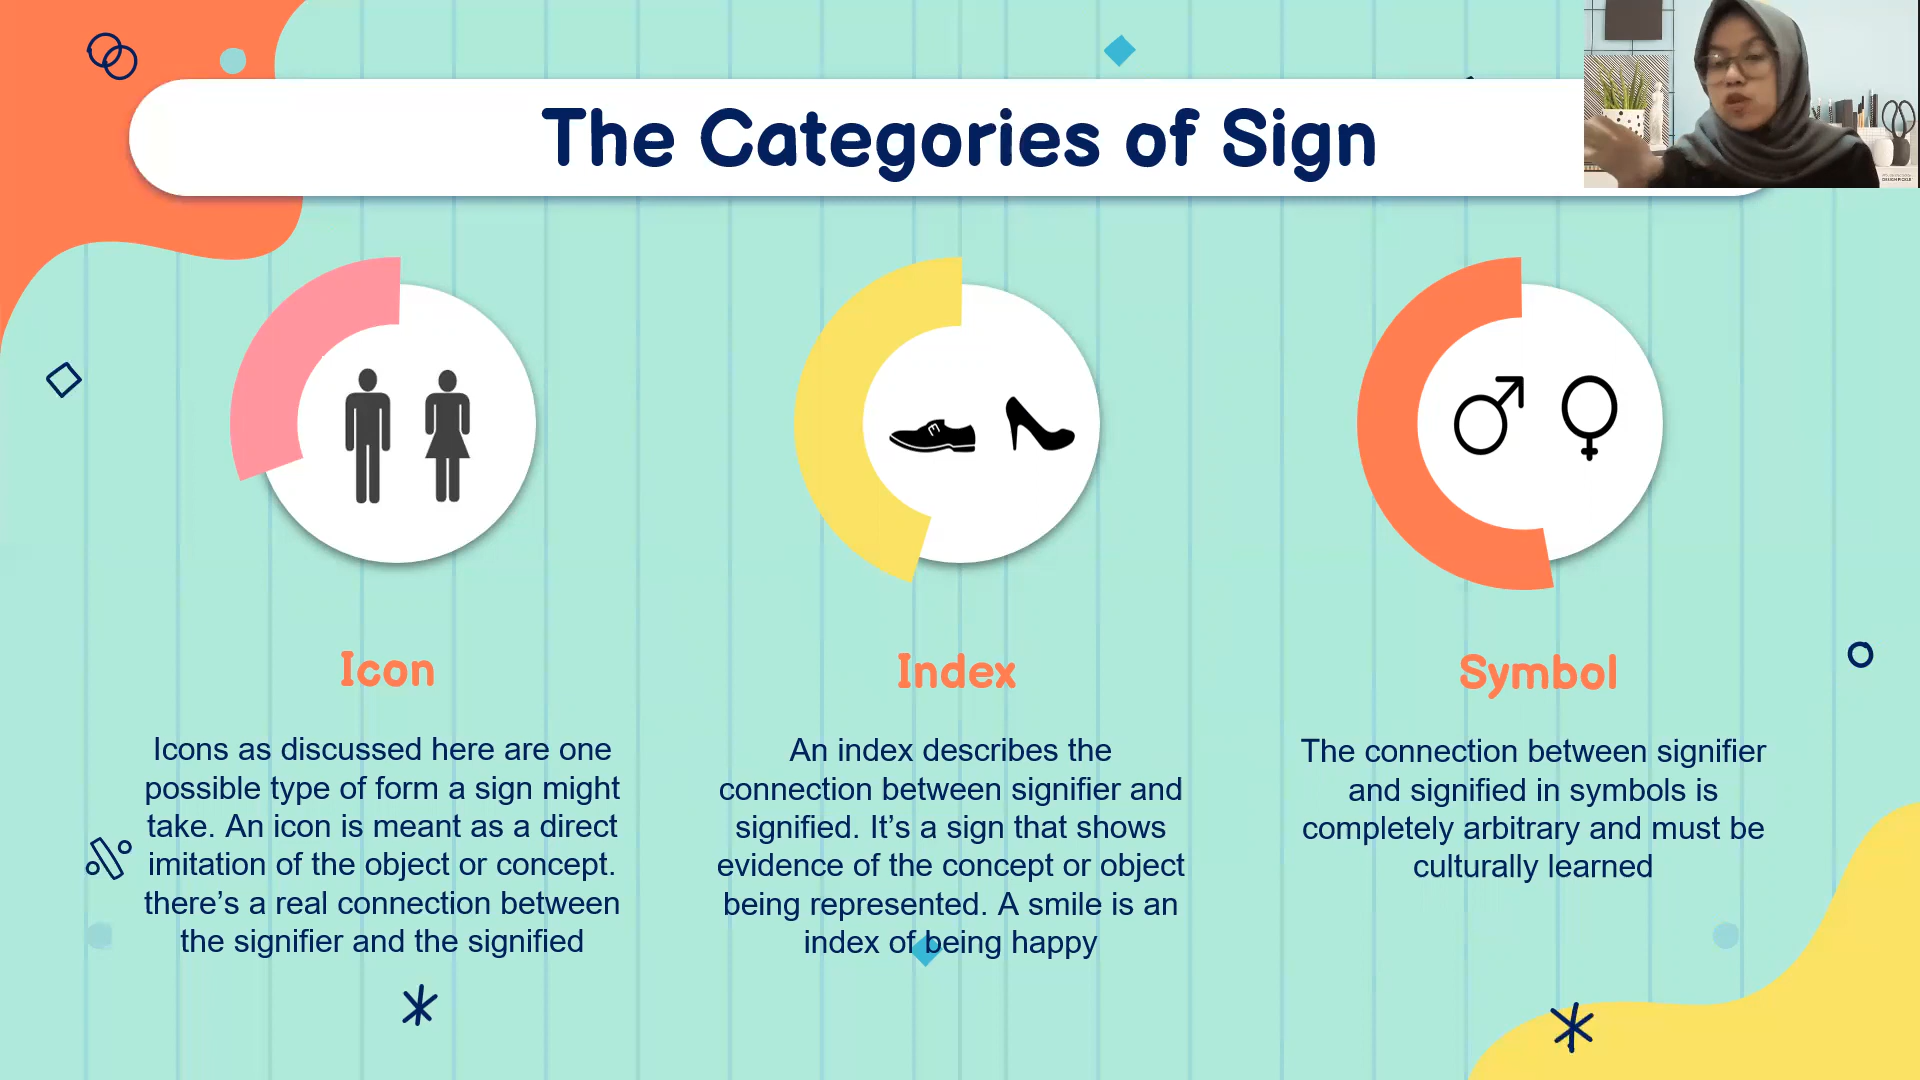 The Categories of Sign
Icon
Icons as discussed here are one
possible type of form a sign might
take. An icon is meant as a direct
imitation of the object or concept.
there’s a real connection between
the signifier and the signified
Index
An index describes the
connection between signifier and
signified. It’s a sign that shows
evidence of the concept or object
being represented. A smile is an
index of being happy
Symbol
The connection between signifier
and signified in symbols is
completely arbitrary and must be
culturally learned